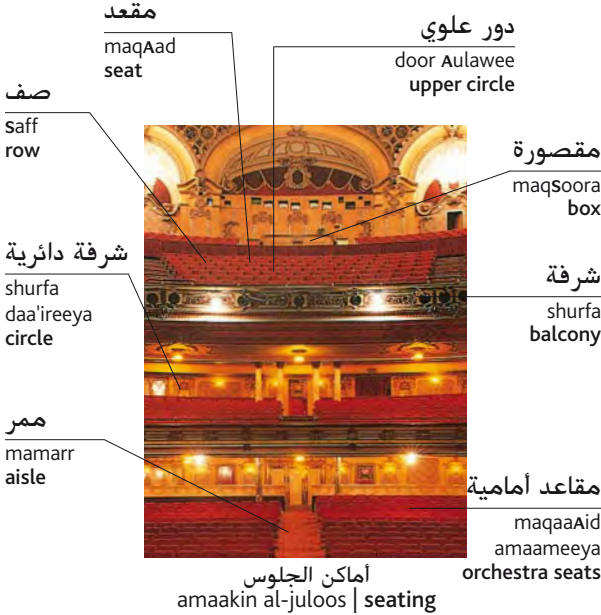 مقعد
maqAad
seat
دور علوي
door Aulawee
upper circle
صف
saff
row
مقصورة
maqsoora
box
شرفة دائرية
shurfa
daa'ireeya
circle
شرفة
shurfa
balcony
ممر
mamarr
aisle
مقاعد أمامية
maqaaAid
amaameeya
orchestra seats
أماكن الجلوس
amaakin al-juloos | seating